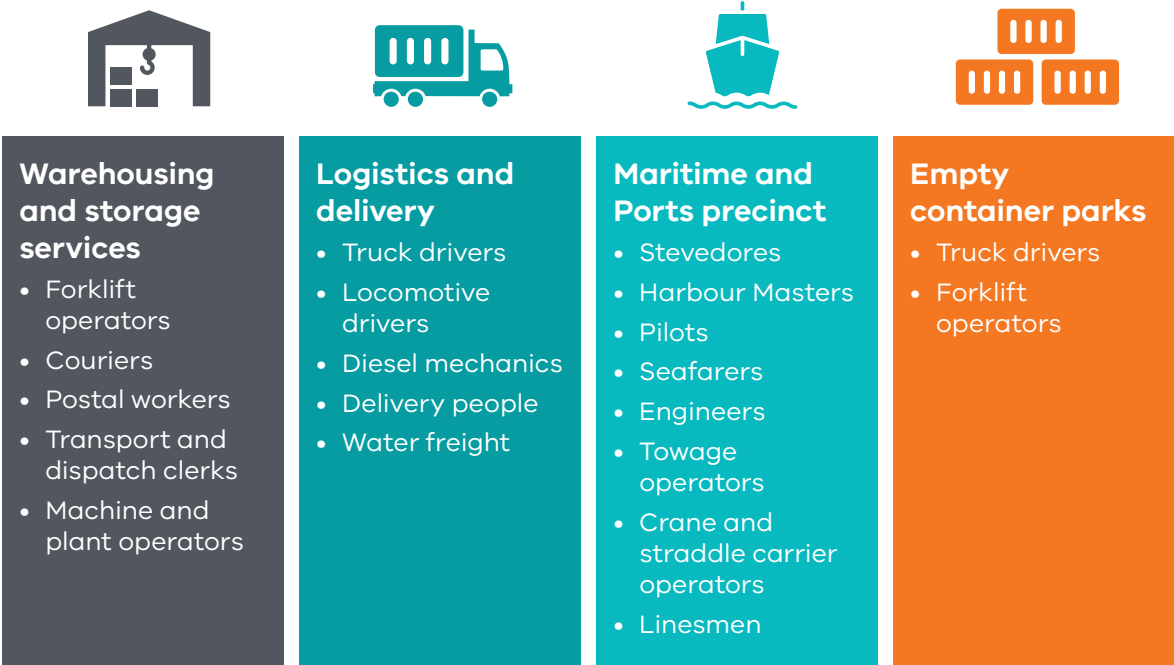 Warehousing
and storage
services
• Forklift
operators
• Couriers
• Postal workers
• Transport and
dispatch clerks
• Machine and
plant operators
Logistics and
delivery
• Truck drivers
• Locomotive
drivers
• Diesel mechanics
• Delivery people
• Water freight
Maritime and
Ports precinct
• Stevedores
• Harbour Masters
• Pilots
• Seafarers
• Engineers
• Towage
operators
• Crane and
straddle carrier
operators
• Linesmen
Empty
container parks
• Truck drivers
• Forklift
operators